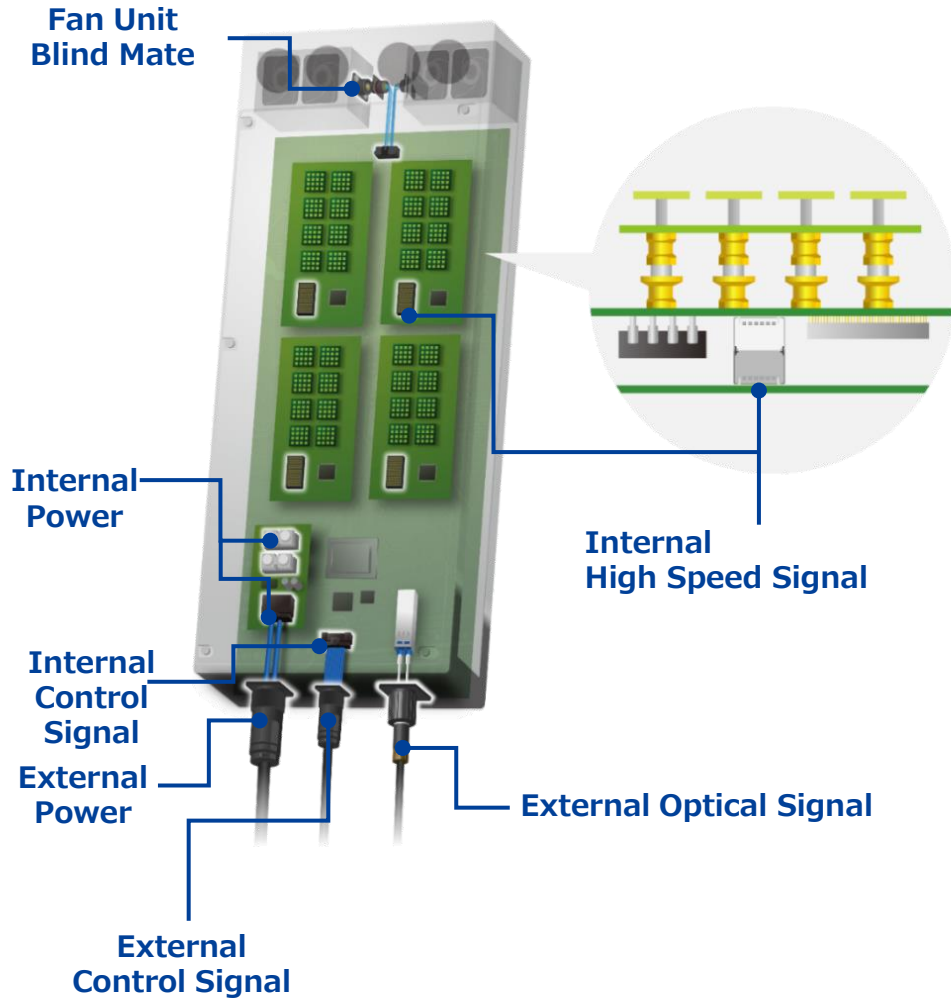 Fan Unit
Blind Mate
Internal
Power
Internal
High Speed Signal
Internal
Control
Signal
External
Power
External Optical Signal
External
Control Signal